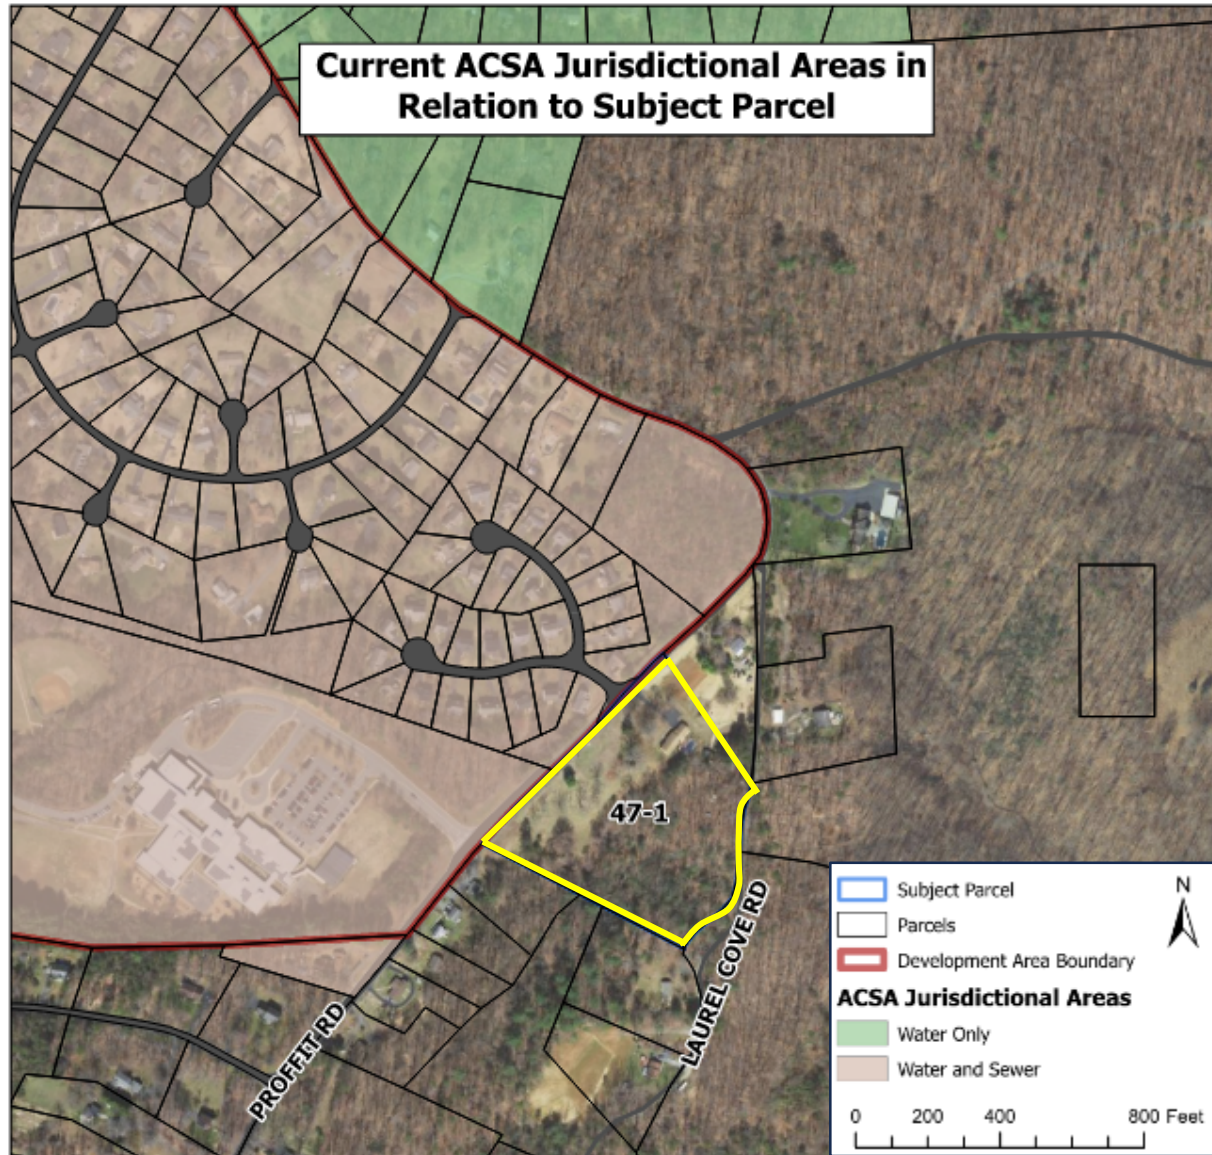 Current ACSA Jurisdictional Areas in
Relation to Subject Parcel
47-1
LAUREL COVE RD
PROFFIT RD
N
Subject Parcel
Parcels
Development Area Boundary
ACSA Jurisdictional Areas
Water Only
Water and Sewer
0 200 400 800 Feet